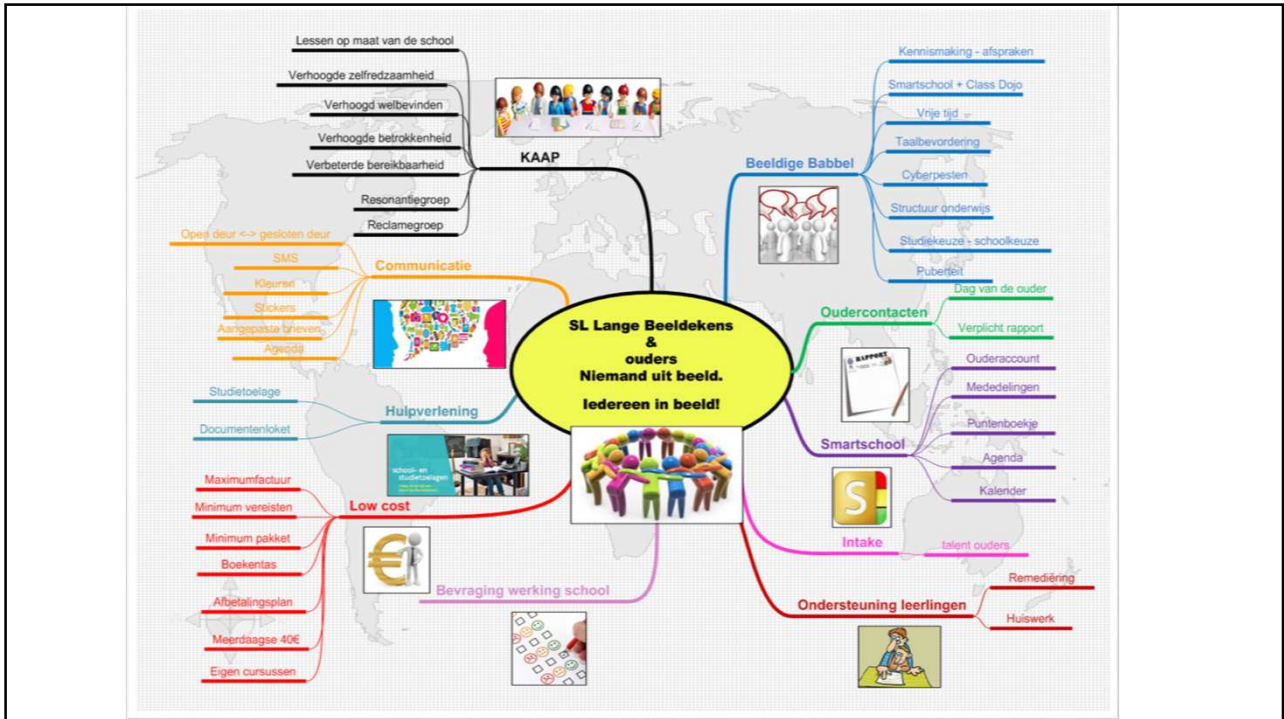 SL Lange Beeldekens
&
ouders
Niemand uit beeld.
Iedereen in beeld!
KAAP
Lessen op maat van de school
Verhoogde zelfredzaamheid
Verhoogd welbevinden
Verhoogde betrokkenheid
Verbeterde bereikbaarheid
Resonantiegroep
Reclamegroep
Communicatie
Open deur <-> gesloten deur
SMS
Kleuren
Stickers
Aangepaste brieven
Agenda
Hulpverlening
Studietoelage
Documentenloket
school- en
studietoelagen
Low cost
Maximumfactuur
Minimum vereisten
Minimum pakket
Boekentas
Afbetalingsplan
Meerdaagse 40€
Eigen cursussen
Bevraging werking school
Beeldige Babbel
Kennismaking - afspraken
Smartschool + Class Dojo
Vrije tijd
Taalbevordering
Cyberpesten
Structuur onderwijs
Studiekeuze - schoolkeuze
Puberteit
Oudercontacten
Dag van de ouder
Verplicht rapport
RAPPORT
Smartschool
Ouderaccount
Mededelingen
Puntenboekje
Agenda
Kalender
S
Intake
talent ouders
Ondersteuning leerlingen
Remediëring
Huiswerk